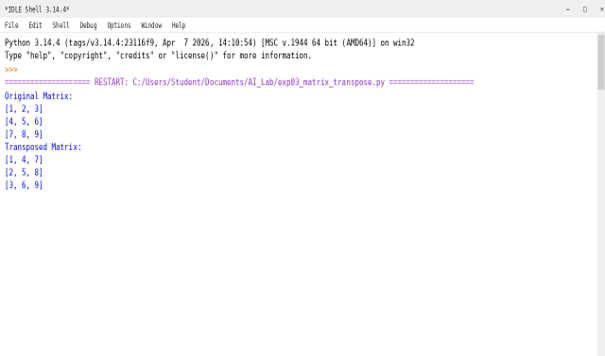 *IDLE Shell 3.14.4*
File Edit Shell Debug Options Window Help
Python 3.14.4 (tags/v3.14.4:23116f9, Apr  7 2026, 14:10:54) [MSC v.1944 64 bit (AMD64)] on win32
Type "help", "copyright", "credits" or "license()" for more information.
>>>
==================== RESTART: C:/Users/Student/Documents/AI_Lab/exp03_matrix_transpose.py ====================
Original Matrix:
[1, 2, 3]
[4, 5, 6]
[7, 8, 9]
Transposed Matrix:
[1, 4, 7]
[2, 5, 8]
[3, 6, 9]